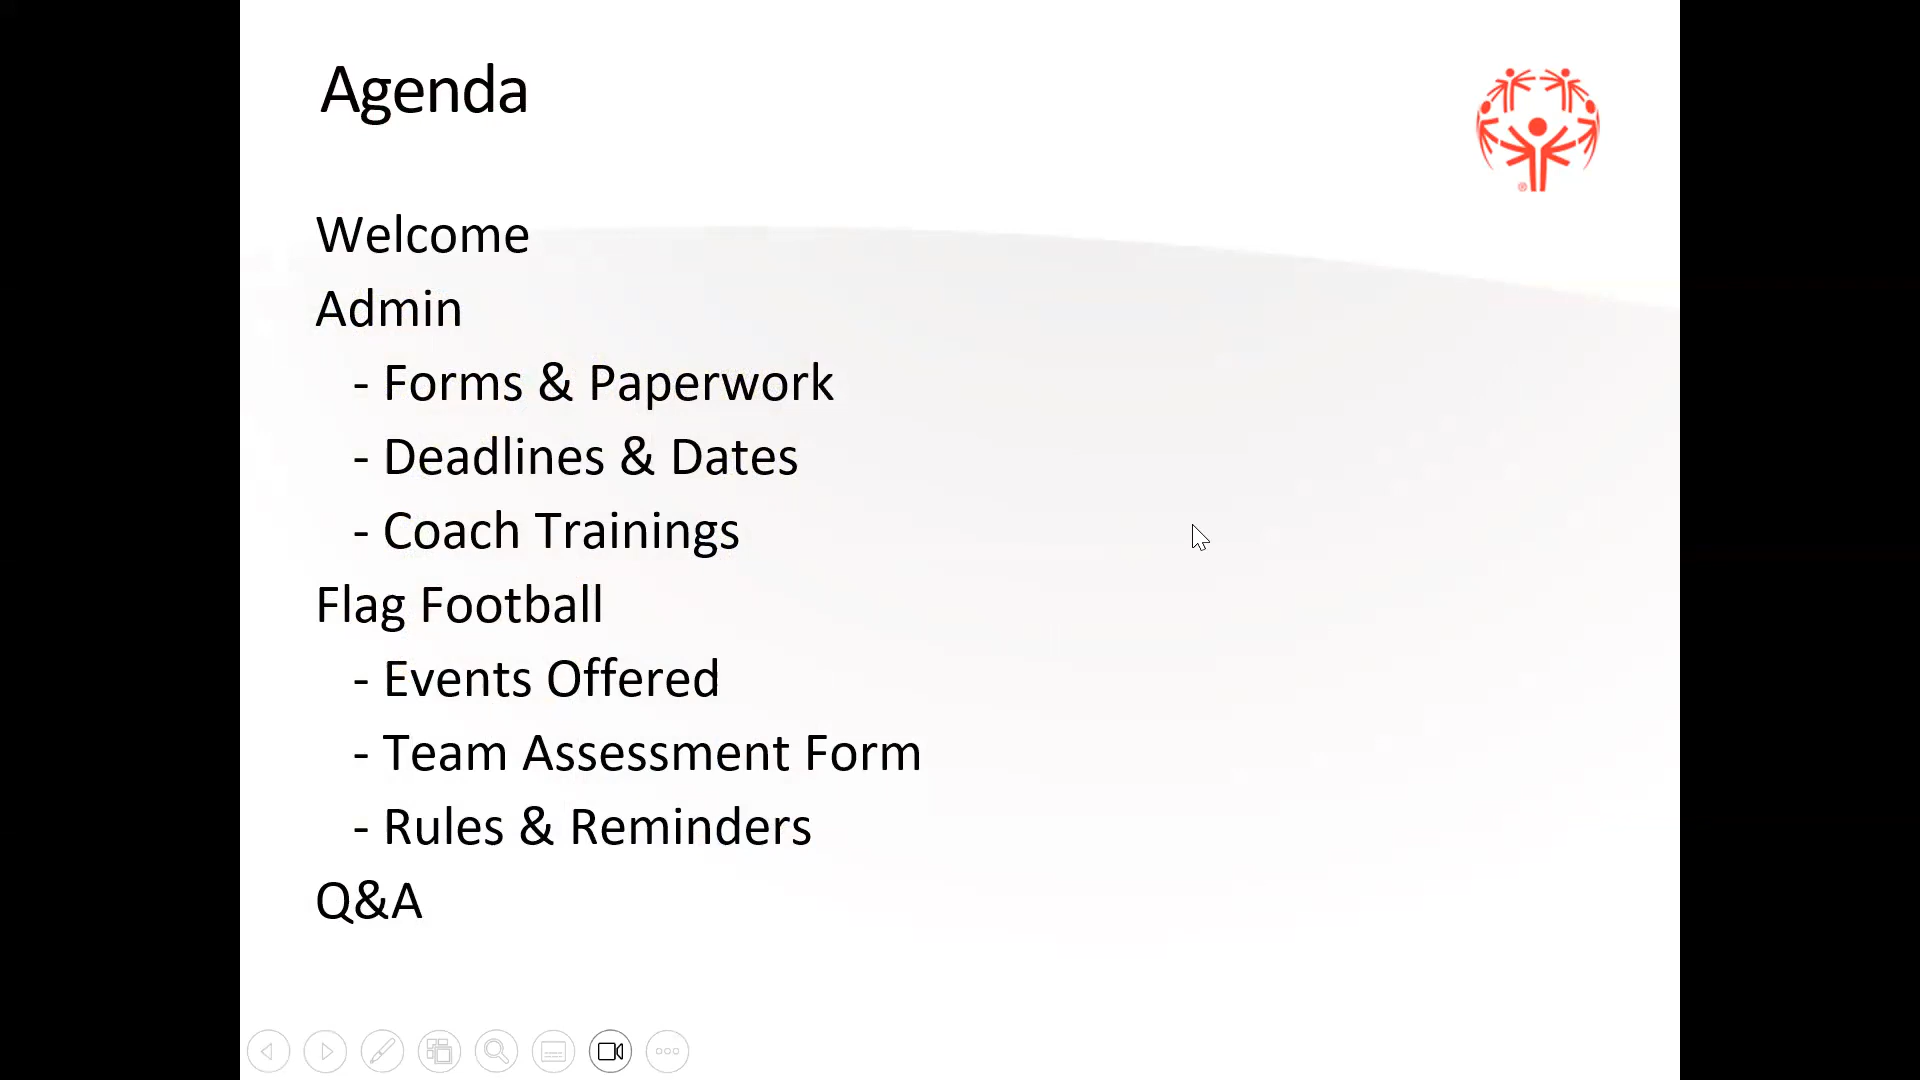 Agenda
Welcome
Admin
- Forms & Paperwork
- Deadlines & Dates
- Coach Trainings
Flag Football
- Events Offered
- Team Assessment Form
- Rules & Reminders
Q&A
®